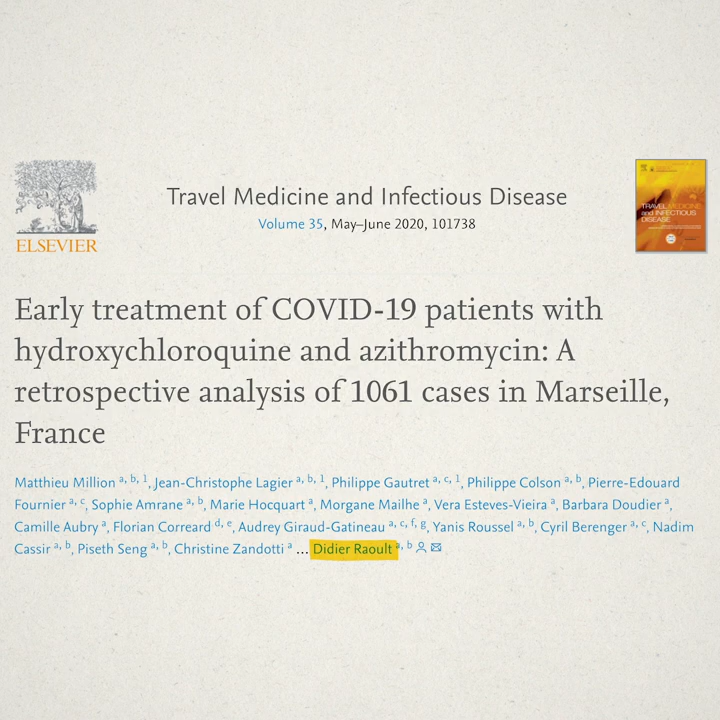 Travel Medicine and Infectious Disease
Volume 35, May–June 2020, 101738
ELSEVIER
TRAVEL MEDICINE
and INFECTIOUS
DISEASE
Early treatment of COVID-19 patients with
hydroxychloroquine and azithromycin: A
retrospective analysis of 1061 cases in Marseille,
France
Matthieu Million a, b, 1, Jean-Christophe Lagier a, b, 1, Philippe Gautret a, c, 1, Philippe Colson a, b, Pierre-Edouard
Fournier a, c, Sophie Amrane a, b, Marie Hocquart a, Morgane Mailhe a, Vera Esteves-Vieira a, Barbara Doudier a,
Camille Aubry a, Florian Correard d, e, Audrey Giraud-Gatineau a, c, f, g, Yanis Roussel a, b, Cyril Berenger a, c, Nadim
Cassir a, b, Piseth Seng a, b, Christine Zandotti a ... Didier Raoult a, b